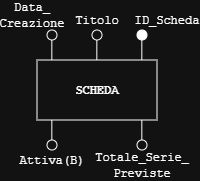 Data_
Creazione
Titolo
ID_Scheda
SCHEDA
Attiva(B)
Totale_Serie_
Previste